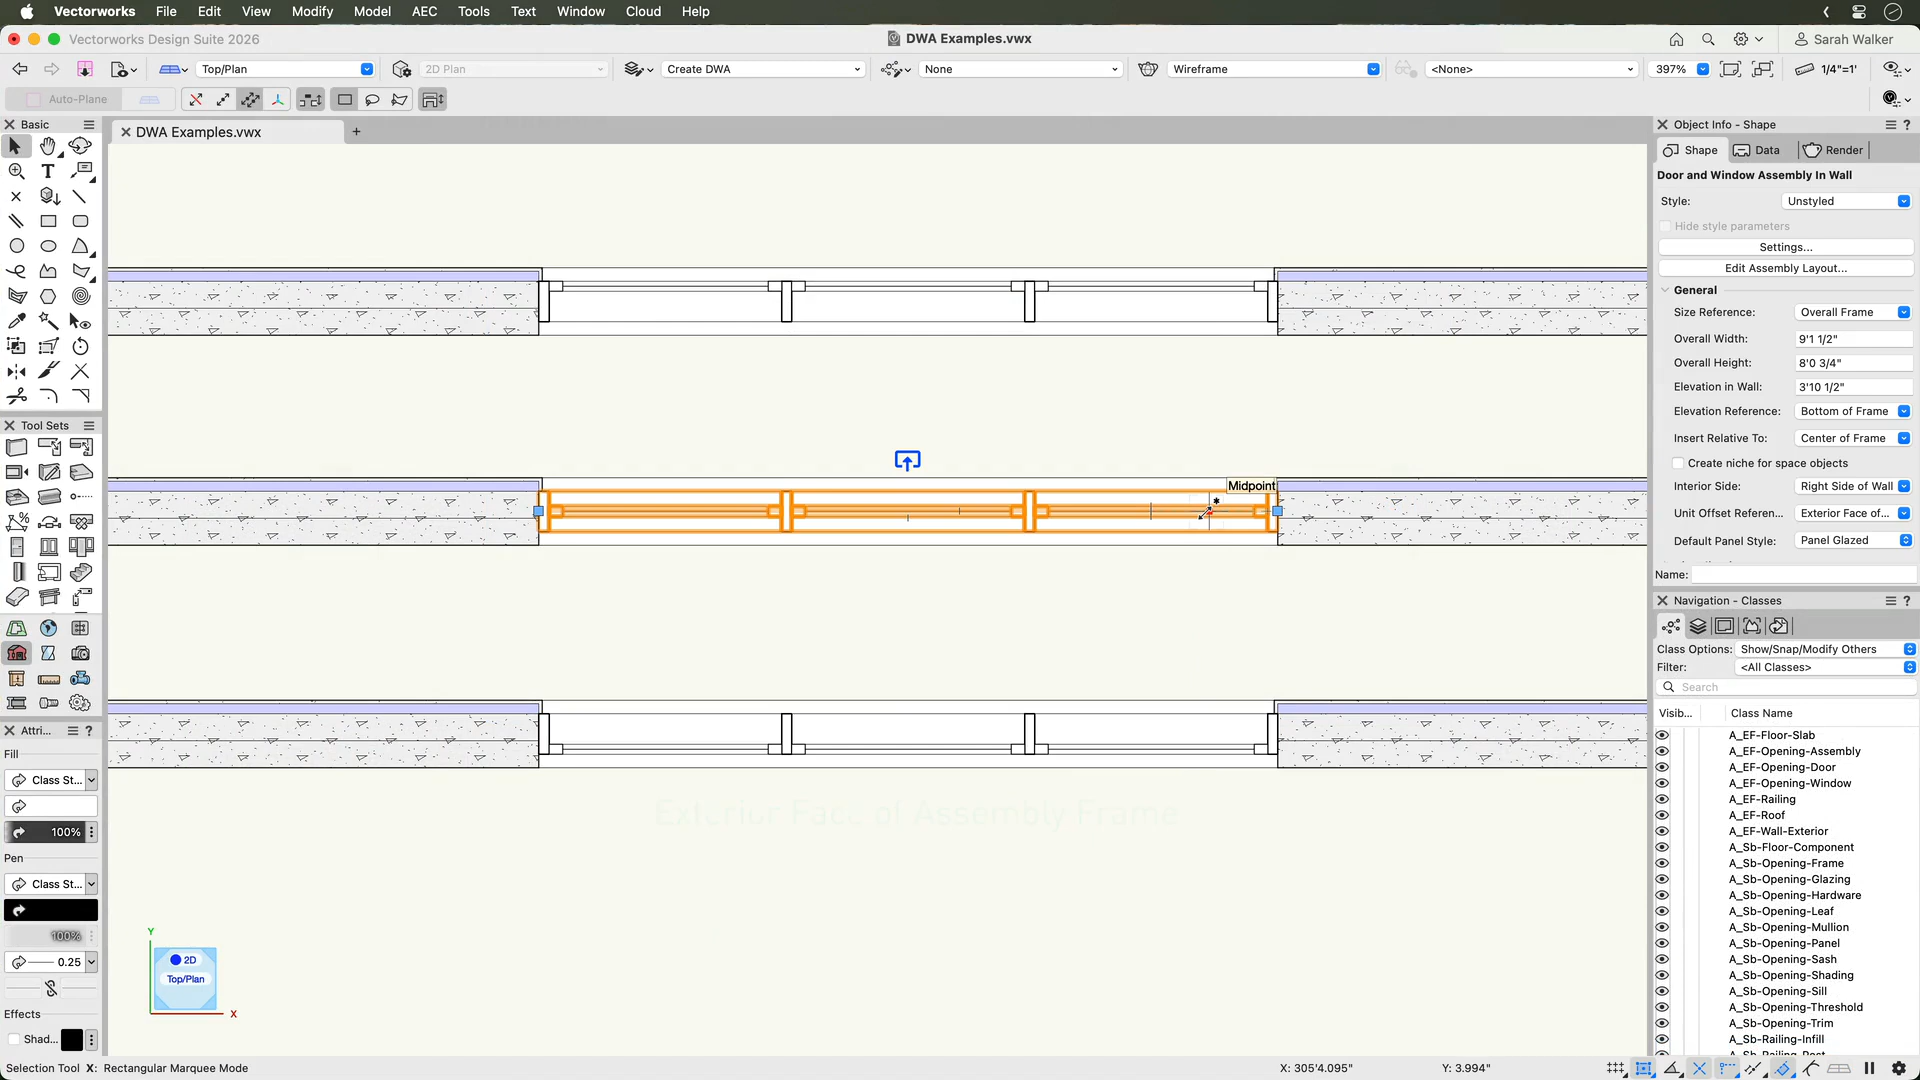 Vectorworks File Edit View Modify Model AEC Tools Text Window Cloud Help
Vectorworks Design Suite 2026
DWA Examples.vwx
Sarah Walker
Top/Plan
2D Plan
Create DWA
None
Wireframe
<None>
397%
1/4"=1'
Auto-Plane
Basic
DWA Examples.vwx
Object Info - Shape
Shape
Data
Render
Door and Window Assembly In Wall
Style: Unstyled
Hide style parameters
Settings...
Edit Assembly Layout...
General
Size Reference: Overall Frame
Overall Width: 9'1 1/2"
Overall Height: 8'0 3/4"
Elevation in Wall: 3'10 1/2"
Elevation Reference: Bottom of Frame
Insert Relative To: Center of Frame
Create niche for space objects
Interior Side: Right Side of Wall
Unit Offset Referen... Exterior Face of...
Default Panel Style: Panel Glazed
Name:
Tool Sets
Midpoint
Exterior Face of Assembly Frame
Navigation - Classes
Class Options: Show/Snap/Modify Others
Filter: <All Classes>
Search
Visib... Class Name
A_EF-Floor-Slab
A_EF-Opening-Assembly
A_EF-Opening-Door
A_EF-Opening-Window
A_EF-Railing
A_EF-Roof
A_EF-Wall-Exterior
A_Sb-Floor-Component
A_Sb-Opening-Frame
A_Sb-Opening-Glazing
A_Sb-Opening-Hardware
A_Sb-Opening-Leaf
A_Sb-Opening-Mullion
A_Sb-Opening-Panel
A_Sb-Opening-Sash
A_Sb-Opening-Shading
A_Sb-Opening-Sill
A_Sb-Opening-Threshold
A_Sb-Opening-Trim
A_Sb-Railing-Infill
Attri...
Fill
Class St...
100%
Pen
Class St...
100%
0.25
Effects
Shad...
Y
2D
Top/Plan
X
Selection Tool X: Rectangular Marquee Mode
X: 305'4.095"
Y: 3.994"